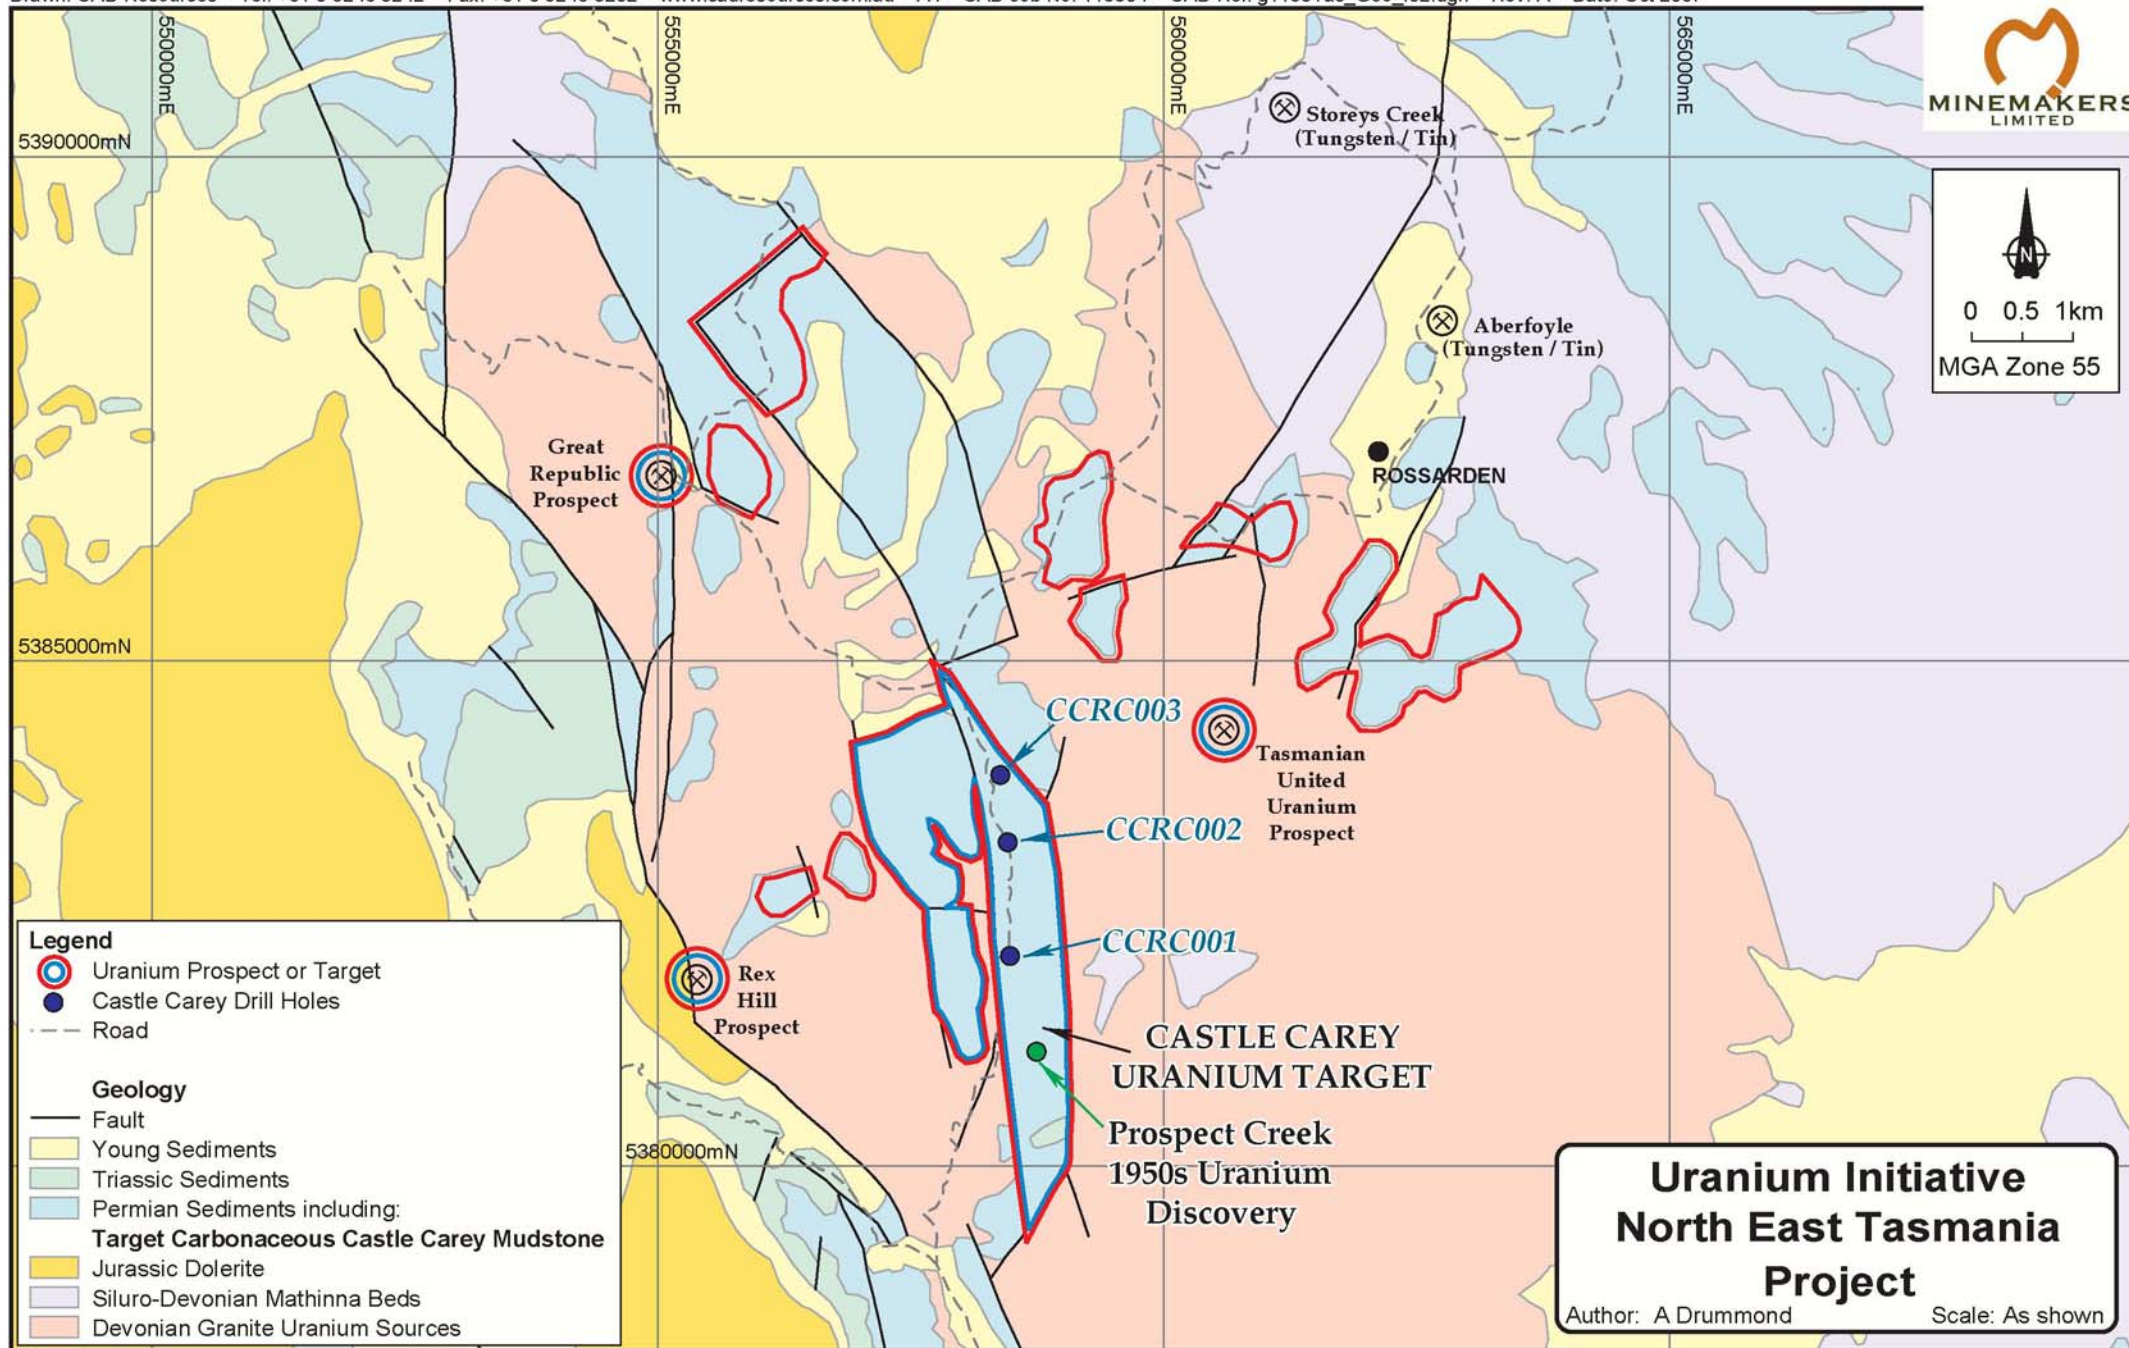 550000mE
555000mE
560000mE
565000mE
MINEMAKERS
LIMITED
5390000mN
Storeys Creek
(Tungsten / Tin)
N
0 0.5 1km
MGA Zone 55
Aberfoyle
(Tungsten / Tin)
Great
Republic
Prospect
ROSSARDEN
5385000mN
CCRC003
Tasmanian
United
Uranium
Prospect
CCRC002
CCRC001
Rex
Hill
Prospect
CASTLE CAREY
URANIUM TARGET
Prospect Creek
1950s Uranium
Discovery
5380000mN
Legend
Uranium Prospect or Target
Castle Carey Drill Holes
Road
Geology
Fault
Young Sediments
Triassic Sediments
Permian Sediments including:
Target Carbonaceous Castle Carey Mudstone
Jurassic Dolerite
Siluro-Devonian Mathinna Beds
Devonian Granite Uranium Sources
Uranium Initiative
North East Tasmania
Project
Author: A Drummond Scale: As shown